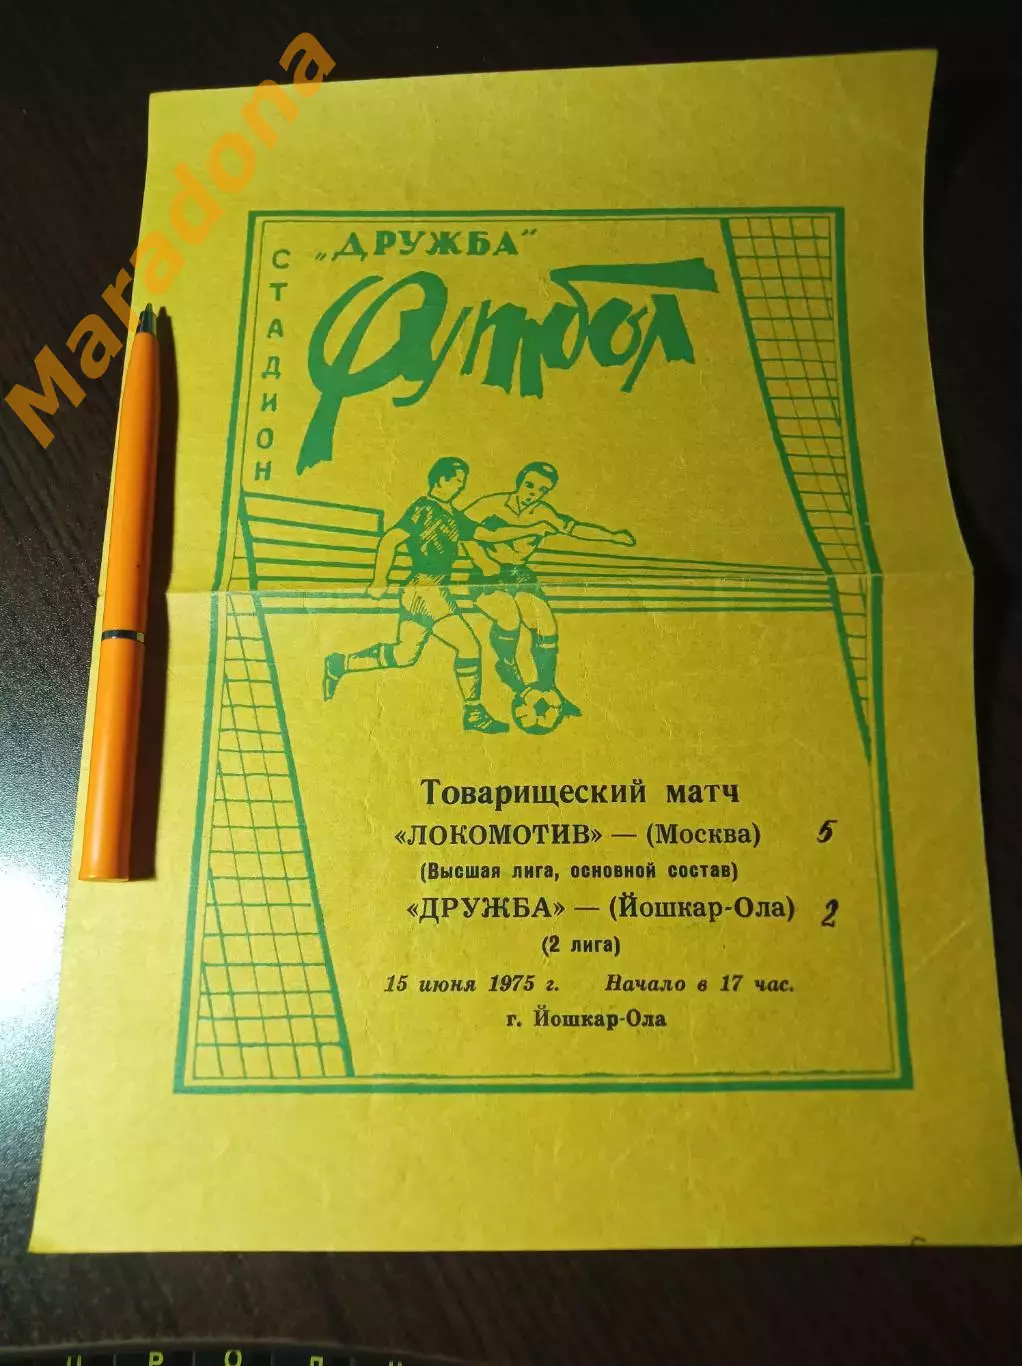 Maradona
СТАДИОН
„ДРУЖБА“
Футбол
Товарищеский матч
«ЛОКОМОТИВ» — (Москва) 5
(Высшая лига, основной состав)
«ДРУЖБА» — (Йошкар-Ола) 2
(2 лига)
15 июня 1975 г. Начало в 17 час.
г. Йошкар-Ола